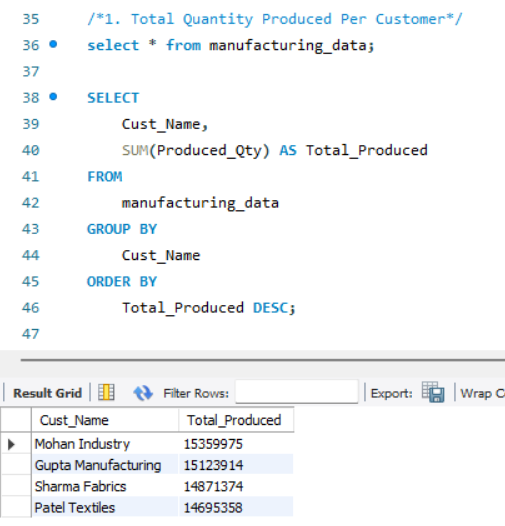 35 /*1. Total Quantity Produced Per Customer*/
36 select * from manufacturing_data;
37
38 SELECT
39 Cust_Name,
40 SUM(Produced_Qty) AS Total_Produced
41 FROM
42 manufacturing_data
43 GROUP BY
44 Cust_Name
45 ORDER BY
46 Total_Produced DESC;
47
Result Grid Filter Rows: Export: Wrap C
Cust_Name Total_Produced
Mohan Industry 15359975
Gupta Manufacturing 15123914
Sharma Fabrics 14871374
Patel Textiles 14695358